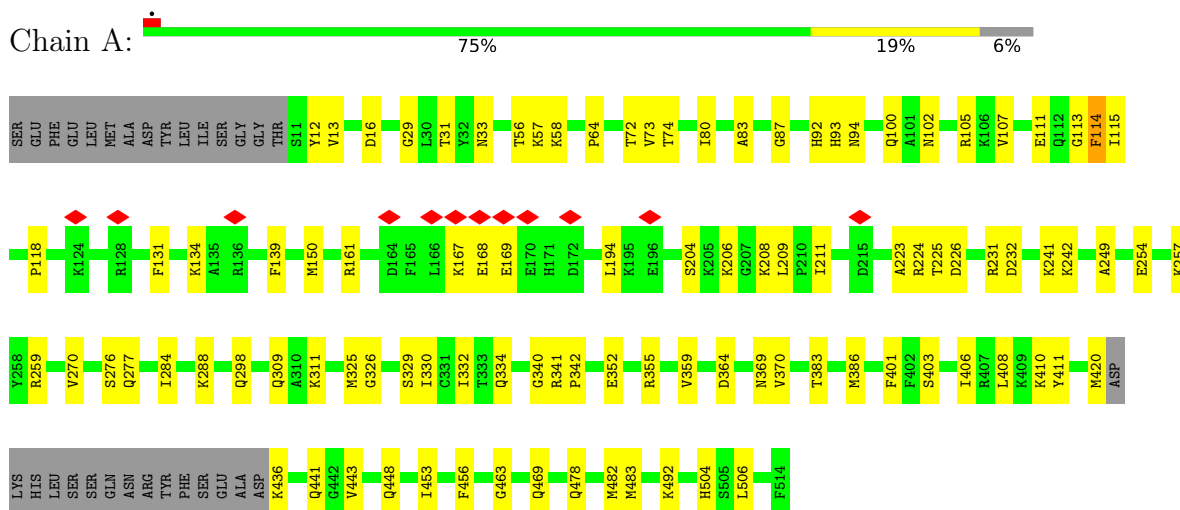 Chain A:
75% 19% 6%
SER GLU PHE GLU LEU MET ALA ASP TYR LEU ILE SER GLY GLY THR S11 Y12 V13 D16 G29 L30 T31 Y32 N33 T56 K57 K58 P64 T72 V73 T74 I80 A83 G87 H92 H93 N94 Q100 A101 N102 R105 K106 V107 E111 Q112 G113 F114 I115
P118 K124 R128 F131 K134 A135 R136 F139 M150 R161 D164 F165 L166 K167 E168 E169 E170 H171 D172 L194 K195 E196 S204 K205 K206 G207 K208 L209 P210 I211 D215 A223 R224 T225 D226 R231 D232 K241 K242 A249 E254 K257
Y258 R259 V270 S276 Q277 I284 K288 Q298 Q309 A310 K311 M325 G326 S329 I330 C331 I332 T333 Q334 G340 R341 P342 E352 R355 V359 D364 N369 V370 T383 M386 F401 F402 S403 I406 R407 L408 K409 K410 Y411 M420 ASP
LYS HIS LEU SER SER GLN ASN ARG TYR PHE SER GLU ALA ASP K436 Q441 G442 V443 Q448 I453 F456 G463 Q469 Q478 M482 M483 K492 H504 S505 L506 F514